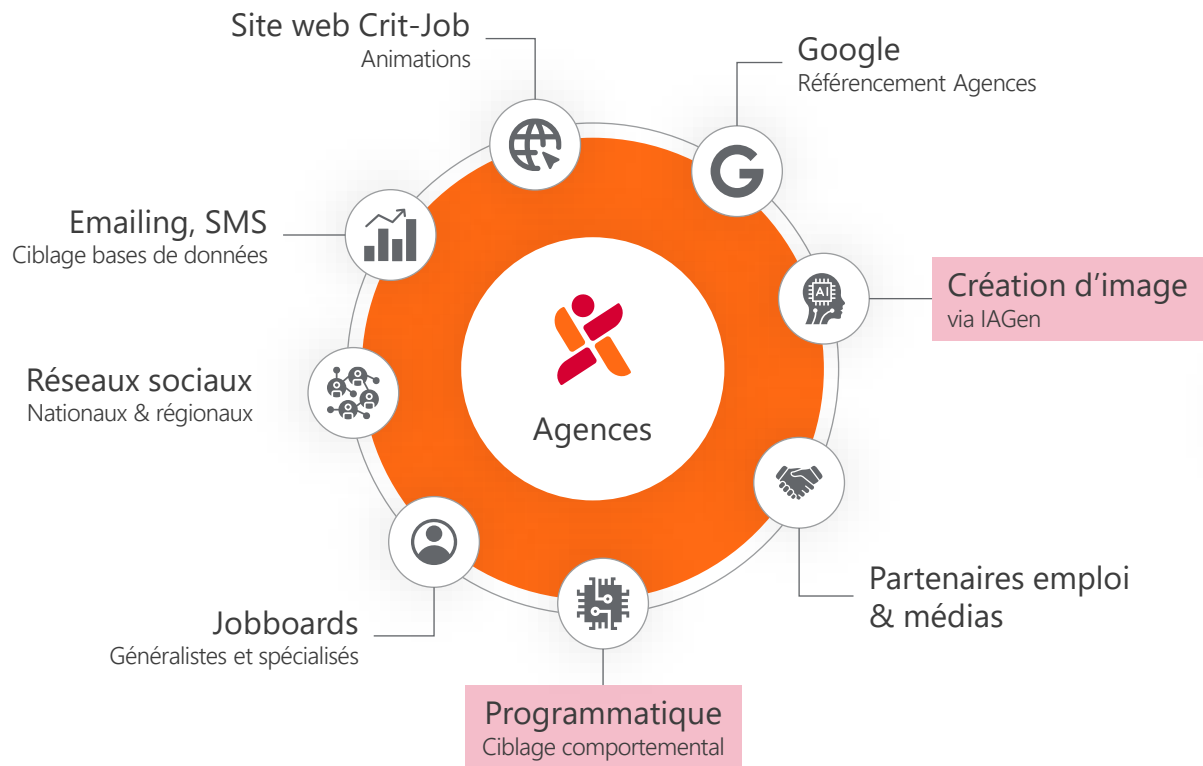 Site web Crit-Job
Animations
Google
Référencement Agences
Emailing, SMS
Ciblage bases de données
AI
Création d’image
via IAGen
Réseaux sociaux
Nationaux & régionaux
Agences
Partenaires emploi
& médias
Jobboards
Généralistes et spécialisés
Programmatique
Ciblage comportemental
G